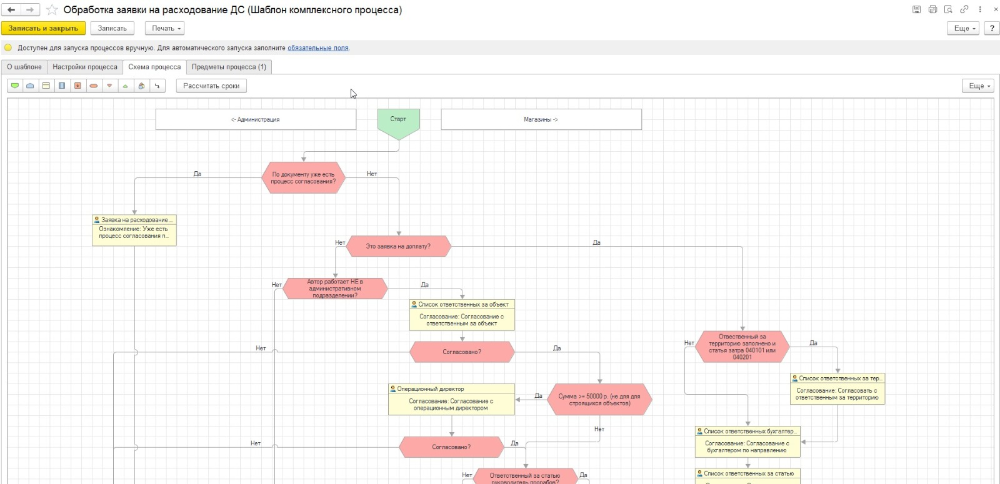 Обработка заявки на расходование ДС (Шаблон комплексного процесса)
Записать и закрыть
Записать
Печать
Еще
?
Доступен для запуска процессов вручную. Для автоматического запуска заполните обязательные поля.
О шаблоне
Настройки процесса
Схема процесса
Предметы процесса (1)
Рассчитать сроки
Еще
<- Администрация
Старт
Магазины ->
По документу уже есть
процесс согласования?
Да
Нет
Заявка на расходование...
Ознакомление: Уже есть
процесс согласования п...
Это заявка на доплату?
Нет
Да
Автор работает НЕ в
административном
подразделении?
Нет
Да
Список ответственных за объект
Согласование: Согласование с
ответственным за объект
Согласовано?
Нет
Да
Отвественный за
территорию заполнено и
статья затра 040101 или
040201
Нет
Да
Список ответственных за тер...
Согласование: Согласовать с
ответственным за территорию
Операционный директор
Согласование: Согласование с
операционным директором
Да
Сумма >= 50000 р. (не для для
строящихся объектов)
Нет
Список ответственных бухгалтер...
Согласование: Согласование с
бухгалтером по направлению
Согласовано?
Нет
Да
Список ответственных за статью
Нет
Ответственный за статью
руководитель прорабов?
Да